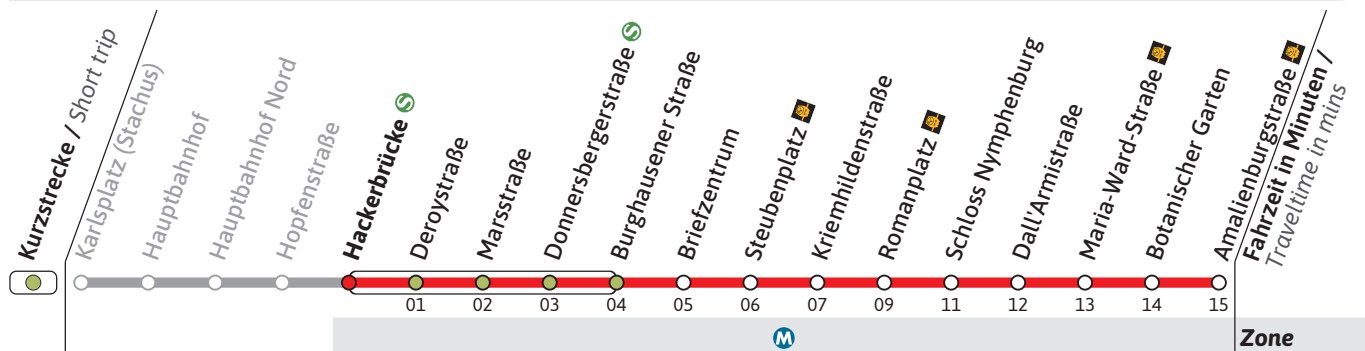 Kurzstrecke / Short trip
Karlsplatz (Stachus)
Hauptbahnhof
Hauptbahnhof Nord
Hopfenstraße
Hackerbrücke S
Deroystraße
Marsstraße
Donnersbergerstraße S
Burghausener Straße
Briefzentrum
Steubenplatz
Kriemhildenstraße
Romanplatz
Schloss Nymphenburg
Dall'Armistraße
Maria-Ward-Straße
Botanischer Garten
Amalienburgstraße
Fahrzeit in Minuten /
Traveltime in mins
01 02 03 04 05 06 07 09 11 12 13 14 15
M Zone